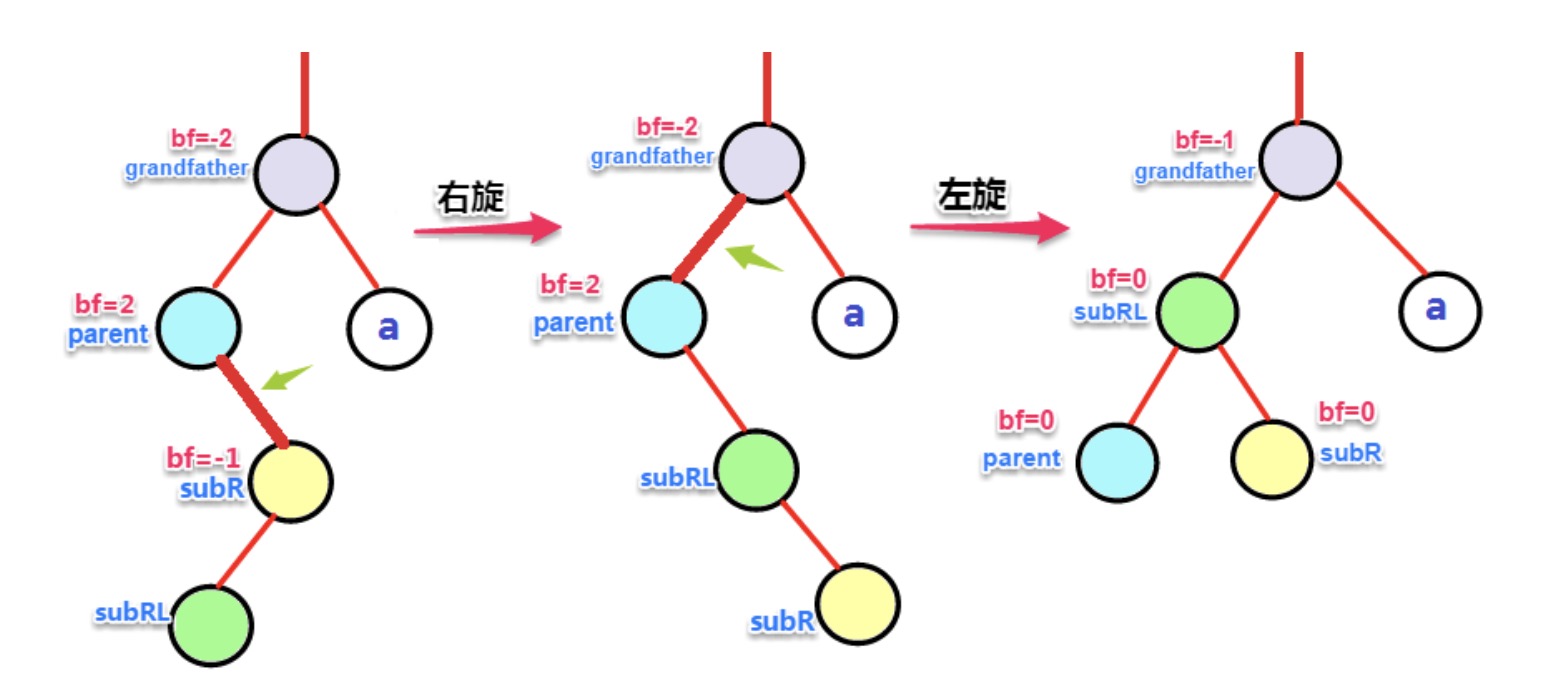 bf=-2
grandfather
bf=2
parent
a
bf=-1
subR
subRL
右旋
bf=-2
grandfather
bf=2
parent
a
subRL
subR
左旋
bf=-1
grandfather
bf=0
subRL
a
bf=0
parent
bf=0
subR